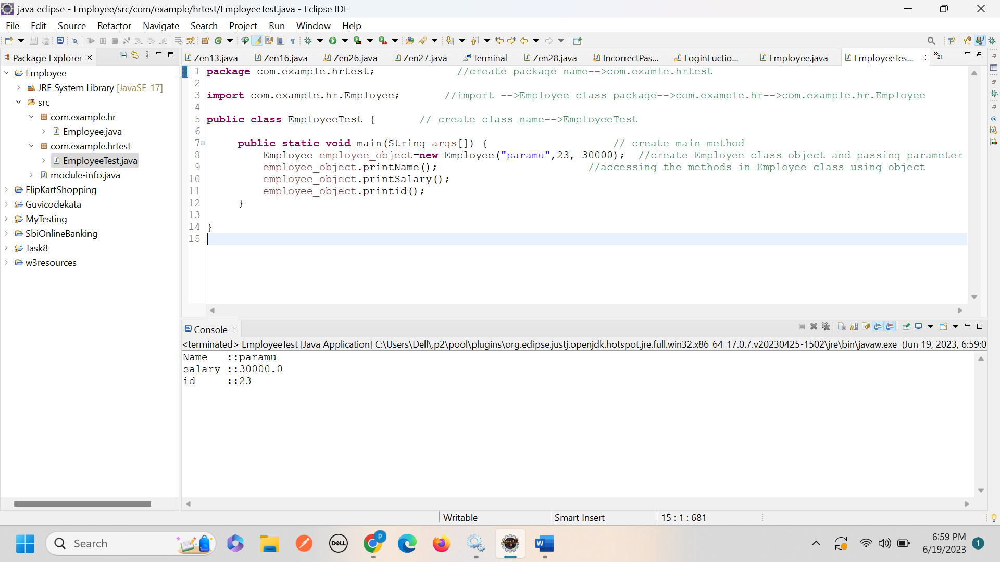 java eclipse - Employee/src/com/example/hrtest/EmployeeTest.java - Eclipse IDE
File Edit Source Refactor Navigate Search Project Run Window Help
Package Explorer
Employee
JRE System Library [JavaSE-17]
src
com.example.hr
Employee.java
com.example.hrtest
EmployeeTest.java
module-info.java
FlipKartShopping
Guvicodekata
MyTesting
SbiOnlineBanking
Task8
w3resources
Zen13.java Zen16.java Zen26.java Zen27.java Terminal Zen28.java IncorrectPas... LoginFuctio... Employee.java EmployeeTes... »21
1 package com.example.hrtest; //create package name-->com.examle.hrtest
2
3 import com.example.hr.Employee; //import -->Employee class package-->com.example.hr-->com.example.hr.Employee
4
5 public class EmployeeTest { // create class name-->EmployeeTest
6
7 public static void main(String args[]) { // create main method
8 Employee employee_object=new Employee("paramu",23, 30000); //create Employee class object and passing parameter
9 employee_object.printName(); //accessing the methods in Employee class using object
10 employee_object.printSalary();
11 employee_object.printid();
12 }
13
14 }
15
Console
<terminated> EmployeeTest [Java Application] C:\Users\Dell\.p2\pool\plugins\org.eclipse.justj.openjdk.hotspot.jre.full.win32.x86_64_17.0.7.v20230425-1502\jre\bin\javaw.exe (Jun 19, 2023, 6:59:0
Name ::paramu
salary ::30000.0
id ::23
Writable Smart Insert 15 : 1 : 681
Search
DELL
p
Java EE
IDE
W
6:59 PM
6/19/2023
1